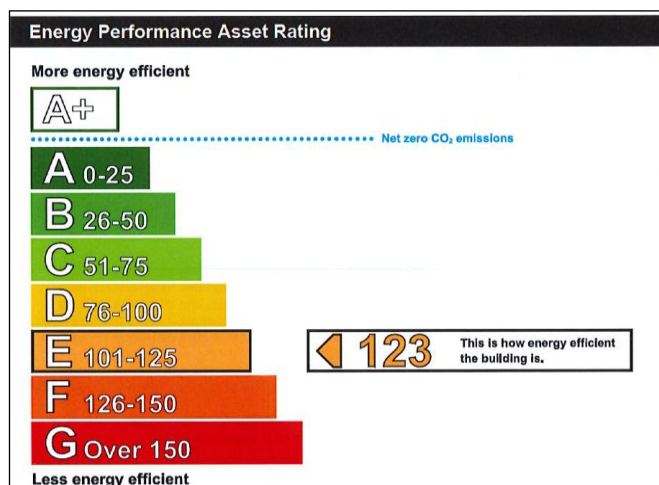 Energy Performance Asset Rating
More energy efficient
A+
Net zero CO₂ emissions
A 0-25
B 26-50
C 51-75
D 76-100
E 101-125
123
This is how energy efficient
the building is.
F 126-150
G Over 150
Less energy efficient